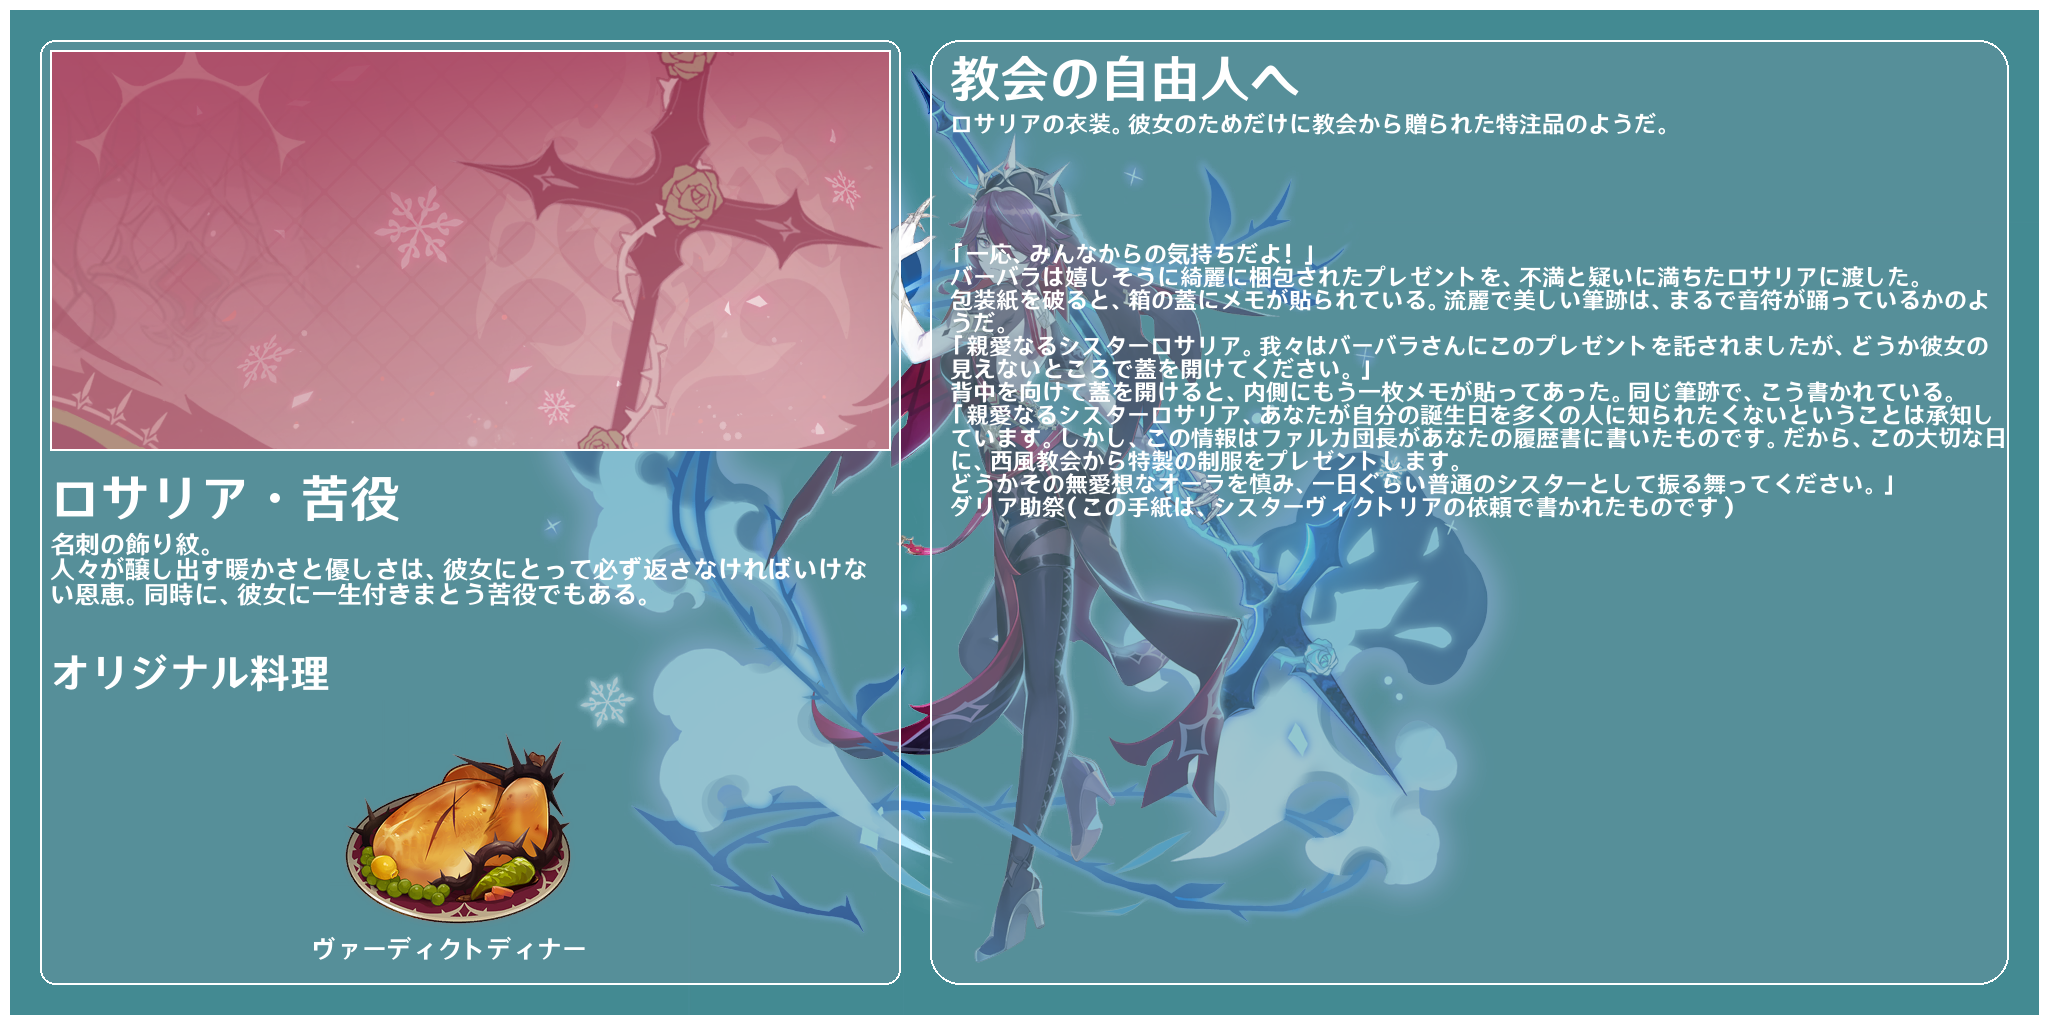 ロサリア・苦役
名刺の飾り紋。
人々が醸し出す暖かさと優しさは、彼女にとって必ず返さなければいけな
い恩恵。同時に、彼女に一生付きまとう苦役でもある。
オリジナル料理
ヴァーディクトディナー
教会の自由人へ
ロサリアの衣装。彼女のためだけに教会から贈られた特注品のようだ。
「一応、みんなからの気持ちだよ！」
バーバラは嬉しそうに綺麗に梱包されたプレゼントを、不満と疑いに満ちたロサリアに渡した。
包装紙を破ると、箱の蓋にメモが貼られている。流麗で美しい筆跡は、まるで音符が踊っているかのよ
うだ。
「親愛なるシスターロサリア。我々はバーバラさんにこのプレゼントを託されましたが、どうか彼女の
見えないところで蓋を開けてください。」
背中を向けて蓋を開けると、内側にもう一枚メモが貼ってあった。同じ筆跡で、こう書かれている。
「親愛なるシスターロサリア、あなたが自分の誕生日を多くの人に知られたくないということは承知し
ています。しかし、この情報はファルカ団長があなたの履歴書に書いたものです。だから、この大切な日
に、西風教会から特製の制服をプレゼントします。
どうかその無愛想なオーラを慎み、一日ぐらい普通のシスターとして振る舞ってください。」
ダリア助祭(この手紙は、シスターヴィクトリアの依頼で書かれたものです)